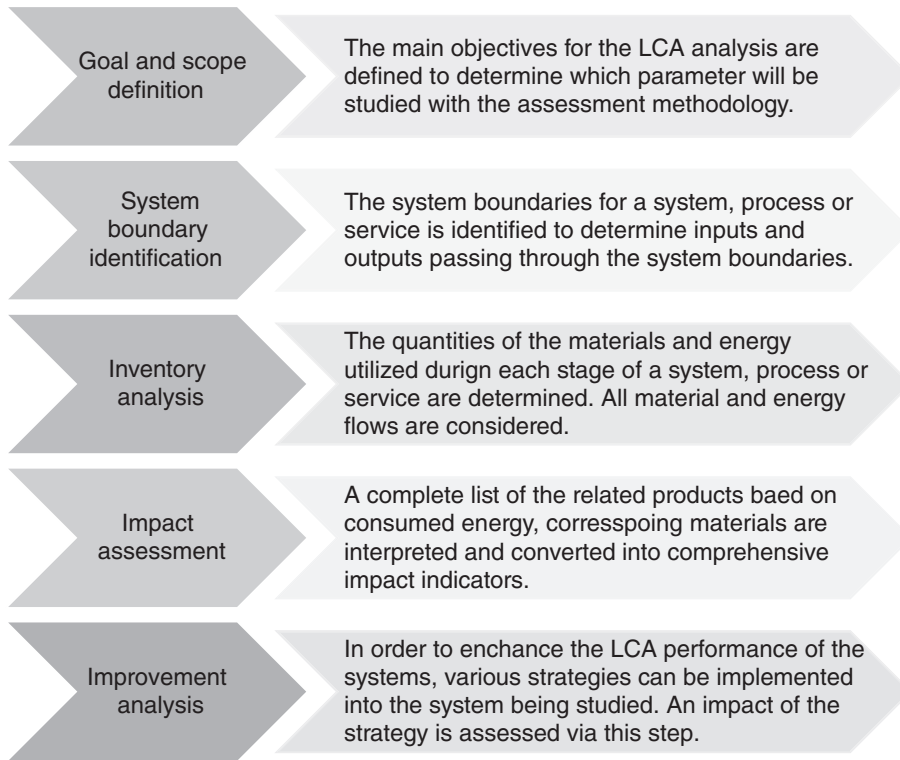 Goal and scope
definition
The main objectives for the LCA analysis are
defined to determine which parameter will be
studied with the assessment methodology.
System
boundary
identification
The system boundaries for a system, process or
service is identified to determine inputs and
outputs passing through the system boundaries.
Inventory
analysis
The quantities of the materials and energy
utilized durign each stage of a system, process or
service are determined. All material and energy
flows are considered.
Impact
assessment
A complete list of the related products baed on
consumed energy, corresspoing materials are
interpreted and converted into comprehensive
impact indicators.
Improvement
analysis
In order to enchance the LCA performance of the
systems, various strategies can be implemented
into the system being studied. An impact of the
strategy is assessed via this step.